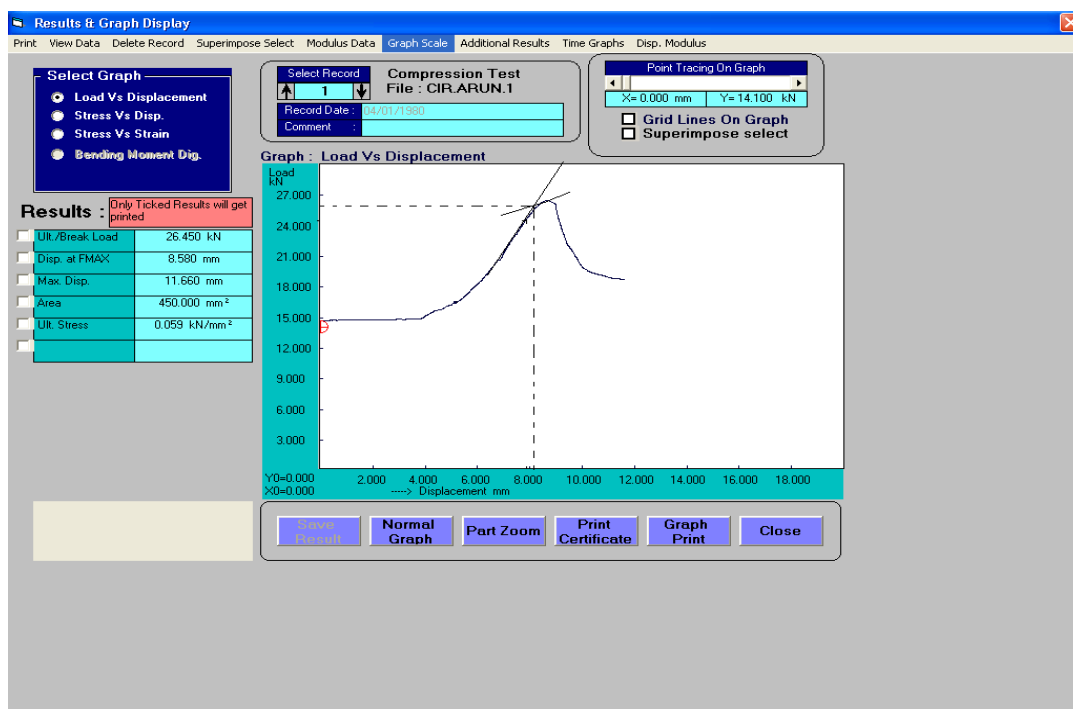 Results & Graph Display
Print View Data Delete Record Superimpose Select Modulus Data Graph Scale Additional Results Time Graphs Disp. Modulus
Select Graph
Load Vs Displacement
Stress Vs Disp.
Stress Vs Strain
Bending Moment Dig.
Select Record
1
Compression Test
File : CIR.ARUN.1
Record Date : 04/01/1980
Comment :
Point Tracing On Graph
X= 0.000 mm Y= 14.100 kN
Grid Lines On Graph
Superimpose select
Results :
Only Ticked Results will get
printed
Ult./Break Load 26.450 kN
Disp. at FMAX 8.580 mm
Max. Disp. 11.660 mm
Area 450.000 mm²
Ult. Stress 0.059 kN/mm²
Graph : Load Vs Displacement
Load
kN
27.000
24.000
21.000
18.000
15.000
12.000
9.000
6.000
3.000
Y0=0.000 2.000 4.000 6.000 8.000 10.000 12.000 14.000 16.000 18.000
X0=0.000 ----> Displacement mm
Save
Result
Normal
Graph
Part Zoom
Print
Certificate
Graph
Print
Close